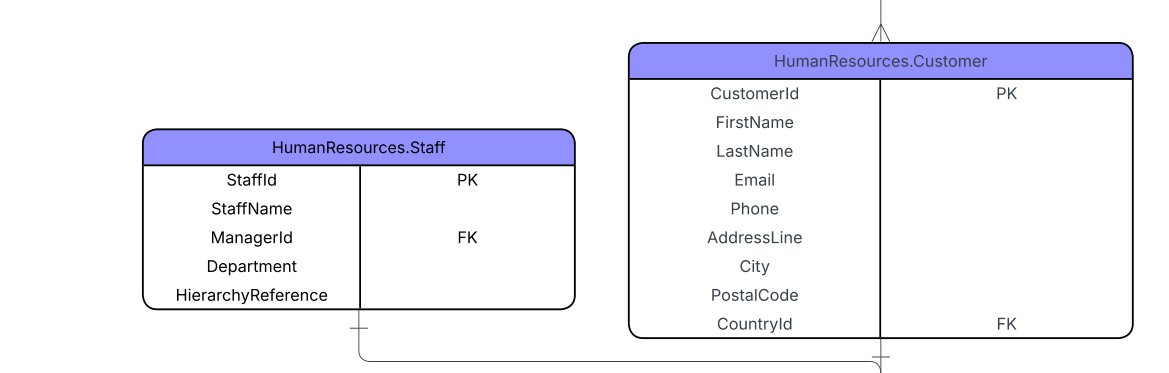 HumanResources.Staff
StaffId PK
StaffName
ManagerId FK
Department
HierarchyReference
HumanResources.Customer
CustomerId PK
FirstName
LastName
Email
Phone
AddressLine
City
PostalCode
CountryId FK